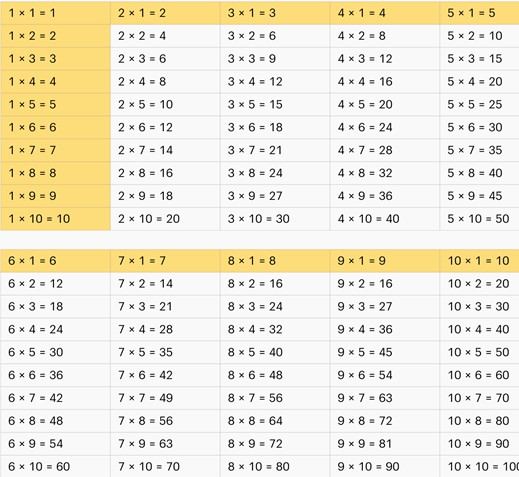 1 × 1 = 1 2 × 1 = 2 3 × 1 = 3 4 × 1 = 4 5 × 1 = 5
1 × 2 = 2 2 × 2 = 4 3 × 2 = 6 4 × 2 = 8 5 × 2 = 10
1 × 3 = 3 2 × 3 = 6 3 × 3 = 9 4 × 3 = 12 5 × 3 = 15
1 × 4 = 4 2 × 4 = 8 3 × 4 = 12 4 × 4 = 16 5 × 4 = 20
1 × 5 = 5 2 × 5 = 10 3 × 5 = 15 4 × 5 = 20 5 × 5 = 25
1 × 6 = 6 2 × 6 = 12 3 × 6 = 18 4 × 6 = 24 5 × 6 = 30
1 × 7 = 7 2 × 7 = 14 3 × 7 = 21 4 × 7 = 28 5 × 7 = 35
1 × 8 = 8 2 × 8 = 16 3 × 8 = 24 4 × 8 = 32 5 × 8 = 40
1 × 9 = 9 2 × 9 = 18 3 × 9 = 27 4 × 9 = 36 5 × 9 = 45
1 × 10 = 10 2 × 10 = 20 3 × 10 = 30 4 × 10 = 40 5 × 10 = 50
6 × 1 = 6 7 × 1 = 7 8 × 1 = 8 9 × 1 = 9 10 × 1 = 10
6 × 2 = 12 7 × 2 = 14 8 × 2 = 16 9 × 2 = 16 10 × 2 = 20
6 × 3 = 18 7 × 3 = 21 8 × 3 = 24 9 × 3 = 27 10 × 3 = 30
6 × 4 = 24 7 × 4 = 28 8 × 4 = 32 9 × 4 = 36 10 × 4 = 40
6 × 5 = 30 7 × 5 = 35 8 × 5 = 40 9 × 5 = 45 10 × 5 = 50
6 × 6 = 36 7 × 6 = 42 8 × 6 = 48 9 × 6 = 54 10 × 6 = 60
6 × 7 = 42 7 × 7 = 49 8 × 7 = 56 9 × 7 = 63 10 × 7 = 70
6 × 8 = 48 7 × 8 = 56 8 × 8 = 64 9 × 8 = 72 10 × 8 = 80
6 × 9 = 54 7 × 9 = 63 8 × 9 = 72 9 × 9 = 81 10 × 9 = 90
6 × 10 = 60 7 × 10 = 70 8 × 10 = 80 9 × 10 = 90 10 × 10 = 100